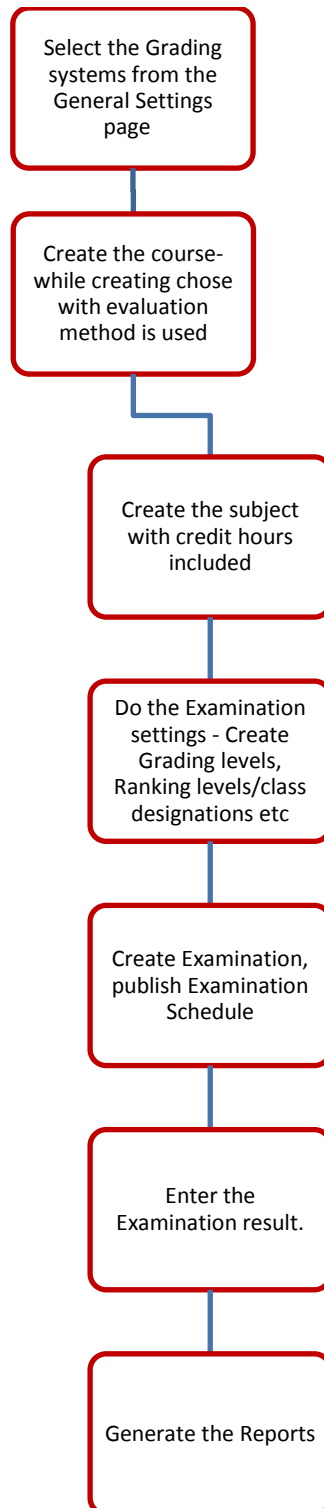 Select the Grading
systems from the
General Settings
page
Create the course-
while creating chose
with evaluation
method is used
Create the subject
with credit hours
included
Do the Examination
settings - Create
Grading levels,
Ranking levels/class
designations etc
Create Examination,
publish Examination
Schedule
Enter the
Examination result.
Generate the Reports